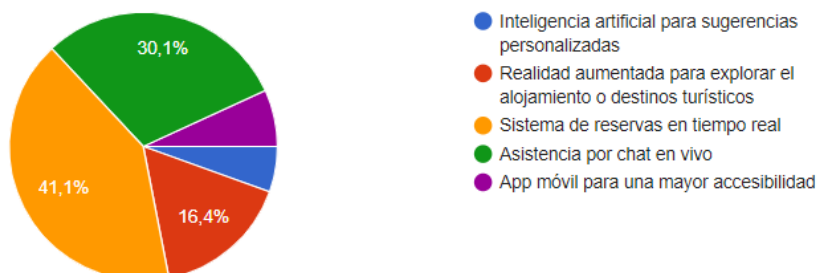 30,1%
41,1%
16,4%
Inteligencia artificial para sugerencias
personalizadas
Realidad aumentada para explorar el
alojamiento o destinos turísticos
Sistema de reservas en tiempo real
Asistencia por chat en vivo
App móvil para una mayor accesibilidad